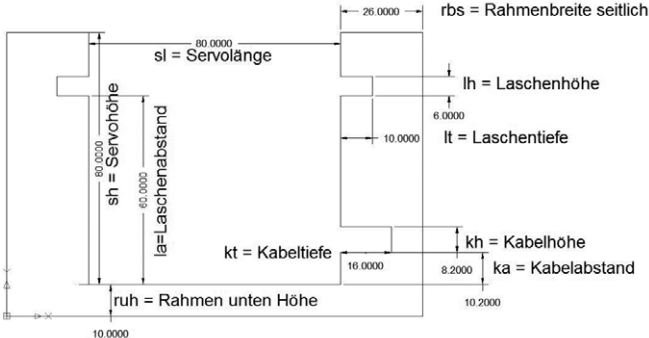 26.0000
rbs = Rahmenbreite seitlich
80.0000
sl = Servolänge
lh = Laschenhöhe
6.0000
10.0000
lt = Laschentiefe
sh = Servohöhe
80.0000
la=Laschenabstand
60.0000
kt = Kabeltiefe
16.0000
kh = Kabelhöhe
8.2000
ka = Kabelabstand
10.2000
ruh = Rahmen unten Höhe
10.0000